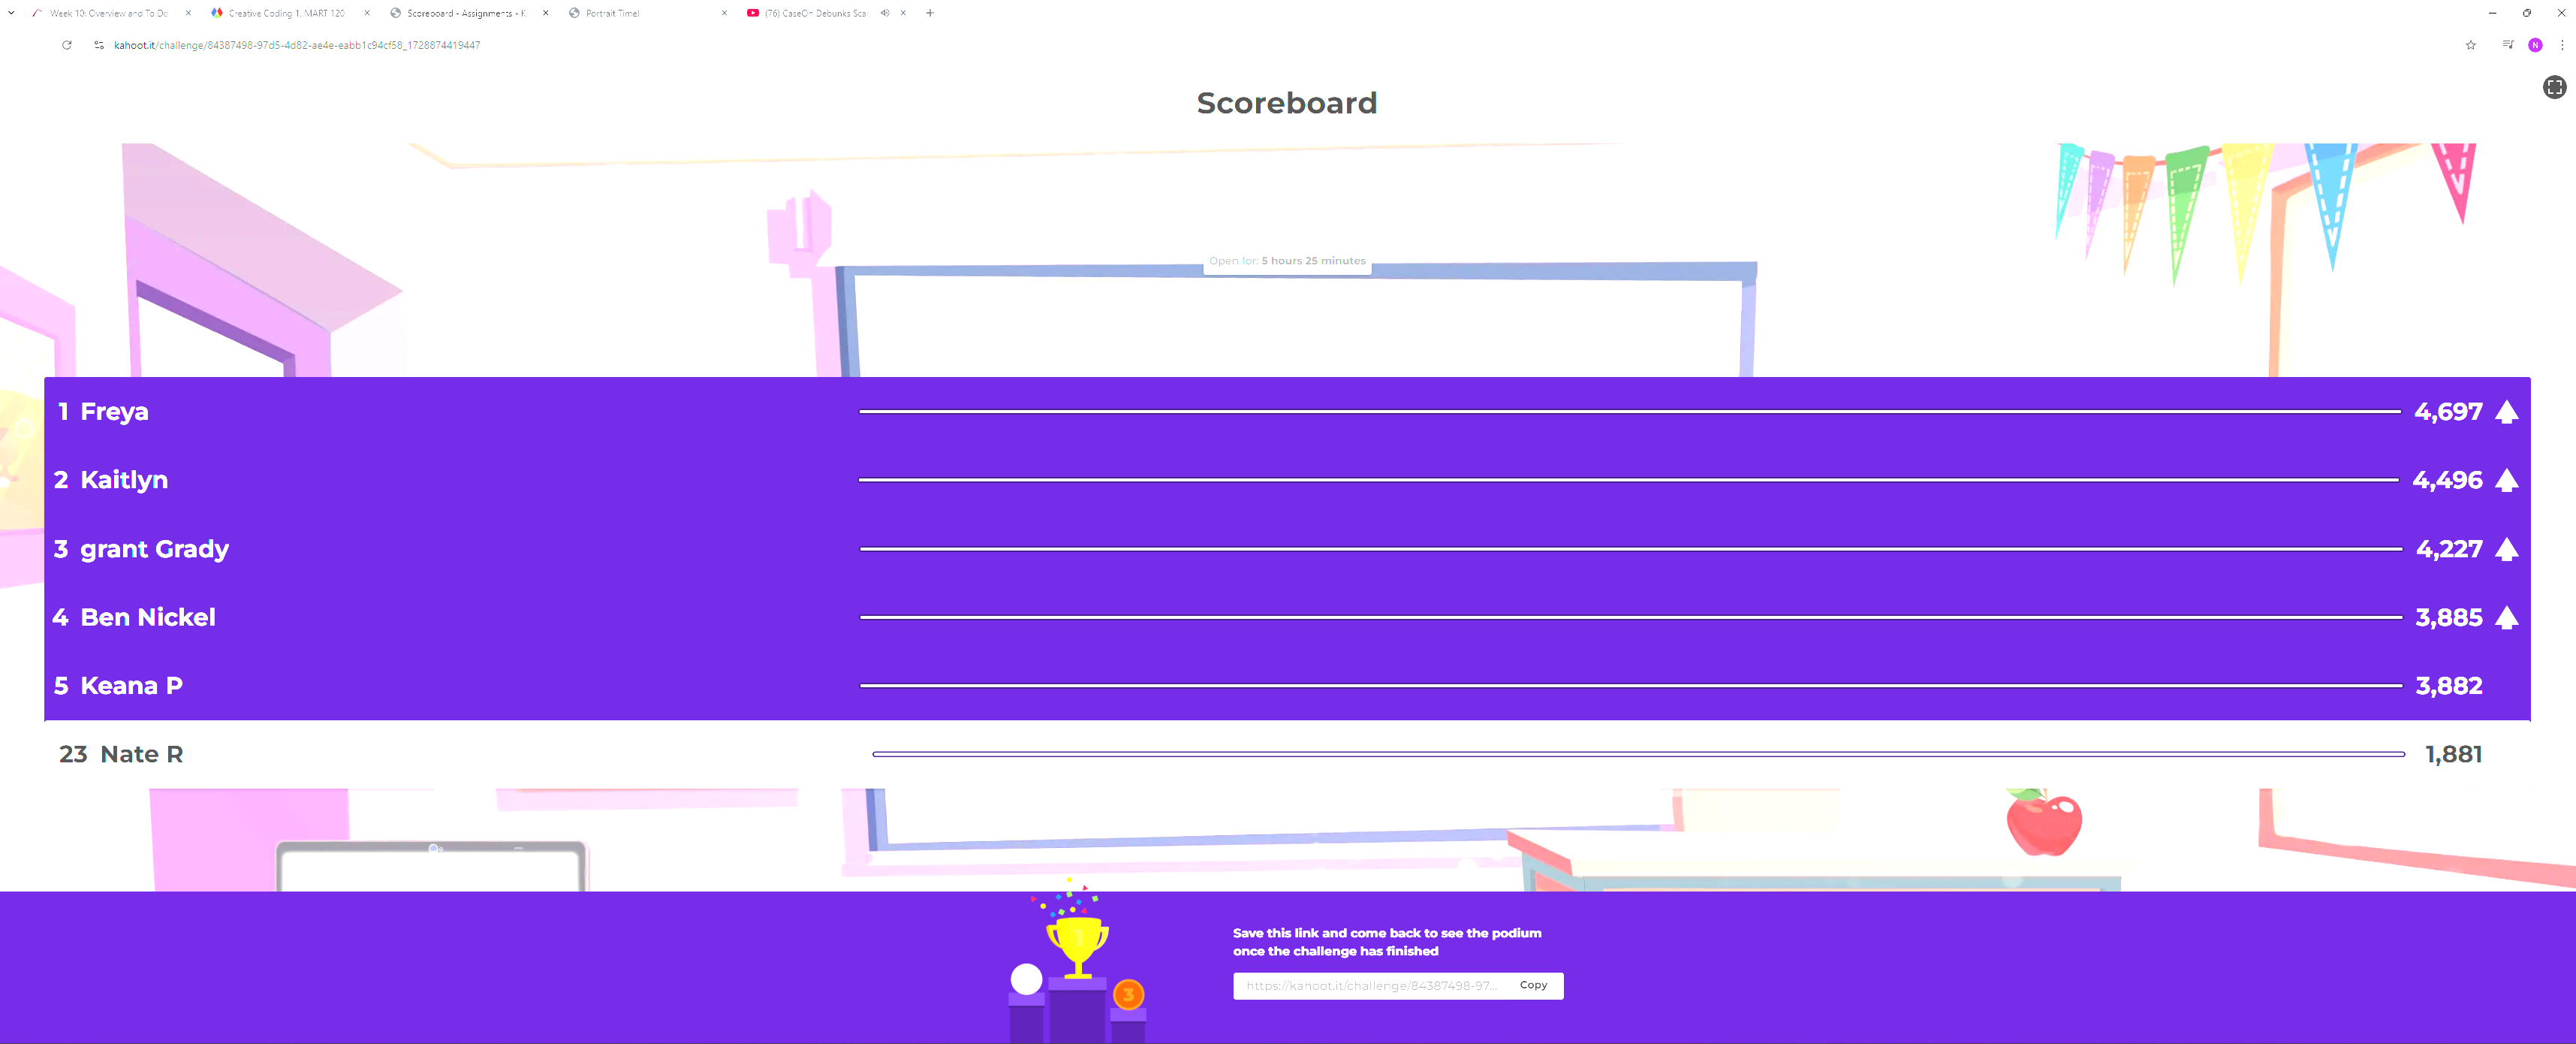 Week 10: Overview and To Do
Creative Coding 1, MART 120
Scoreboard - Assignments - K
Portrait Time!
(76) CaseOh Debunks Sca
kahoot.it/challenge/84387498-97d5-4d82-ae4e-eabb1c94cf58_1728874419447
N
Scoreboard
Open for: 5 hours 25 minutes
1 Freya 4,697
2 Kaitlyn 4,496
3 grant Grady 4,227
4 Ben Nickel 3,885
5 Keana P 3,882
23 Nate R 1,881
Save this link and come back to see the podium
once the challenge has finished
https://kahoot.it/challenge/84387498-97... Copy
3